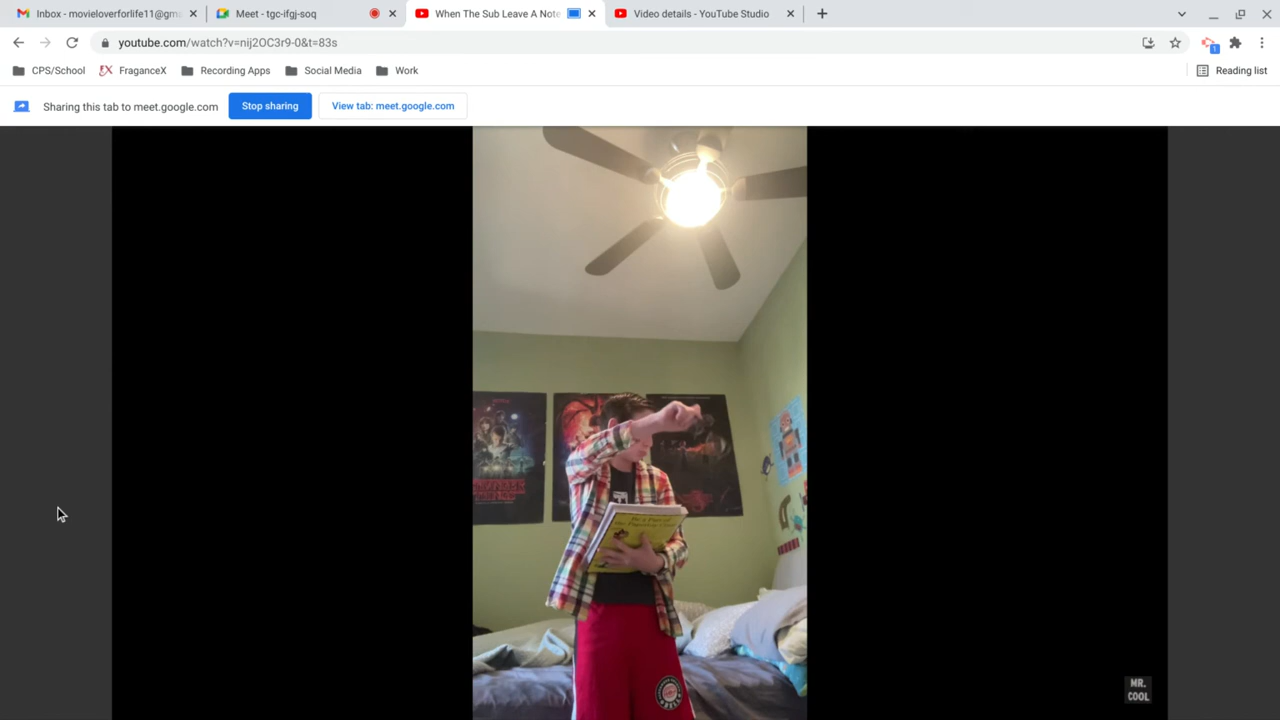 Inbox - movieloverforlife11@gm
Meet - tgc-ifgj-soq
When The Sub Leave A Note
Video details - YouTube Studio
youtube.com/watch?v=nij2OC3r9-0&t=83s
1
CPS/School
FraganceX
Recording Apps
Social Media
Work
Reading list
Sharing this tab to meet.google.com
Stop sharing
View tab: meet.google.com
MR.
COOL